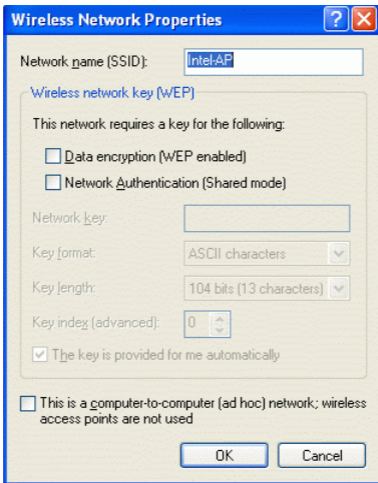 Wireless Network Properties
Network name (SSID): Intel-AP
Wireless network key (WEP)
This network requires a key for the following:
Data encryption (WEP enabled)
Network Authentication (Shared mode)
Network key:
Key format: ASCII characters
Key length: 104 bits (13 characters)
Key index (advanced): 0
The key is provided for me automatically
This is a computer-to-computer (ad hoc) network; wireless
access points are not used
OK Cancel